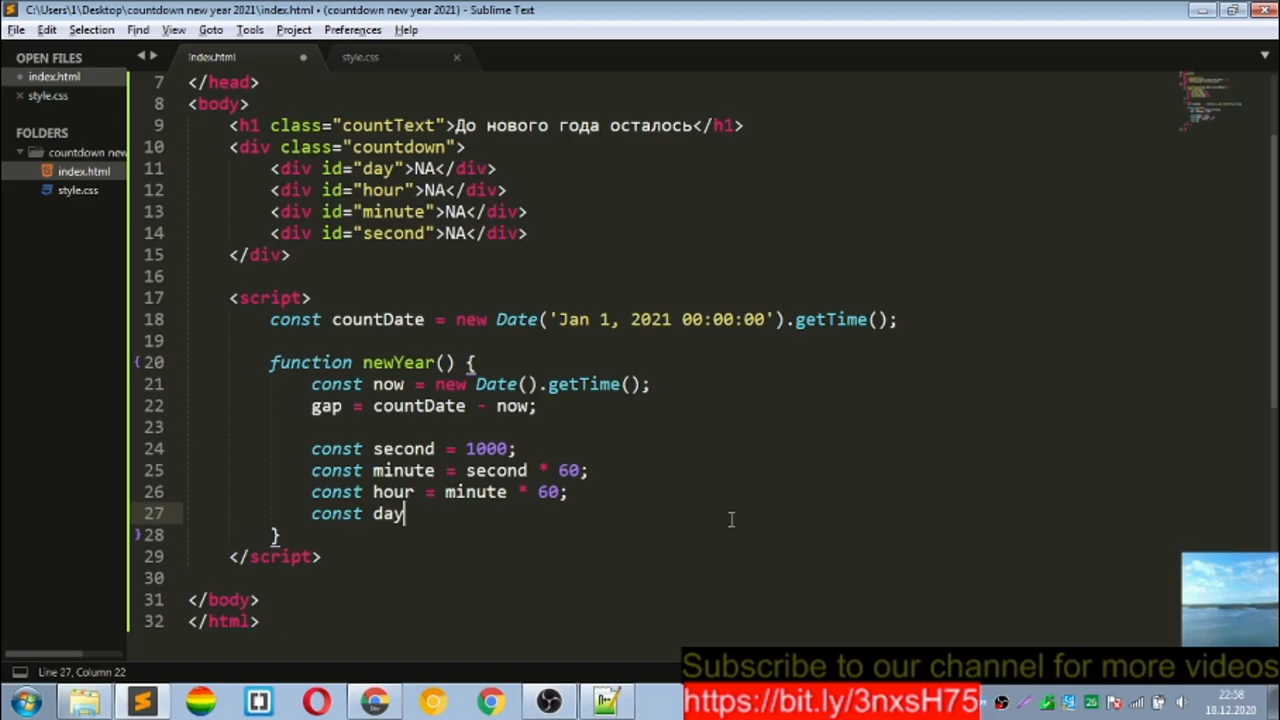 C:\Users\1\Desktop\countdown new year 2021\index.html • (countdown new year 2021) - Sublime Text
File Edit Selection Find View Goto Tools Project Preferences Help
OPEN FILES
index.html
style.css
FOLDERS
countdown new
index.html
style.css
index.html
style.css
7 </head>
8 <body>
9 <h1 class="countText">До нового года осталось</h1>
10 <div class="countdown">
11 <div id="day">NA</div>
12 <div id="hour">NA</div>
13 <div id="minute">NA</div>
14 <div id="second">NA</div>
15 </div>
16
17 <script>
18 const countDate = new Date('Jan 1, 2021 00:00:00').getTime();
19
20 function newYear() {
21 const now = new Date().getTime();
22 gap = countDate - now;
23
24 const second = 1000;
25 const minute = second * 60;
26 const hour = minute * 60;
27 const day
28 }
29 </script>
30
31 </body>
32 </html>
Line 27, Column 22
Subscribe to our channel for more videos
https://bit.ly/3nxsH75
26
22:58
18.12.2020